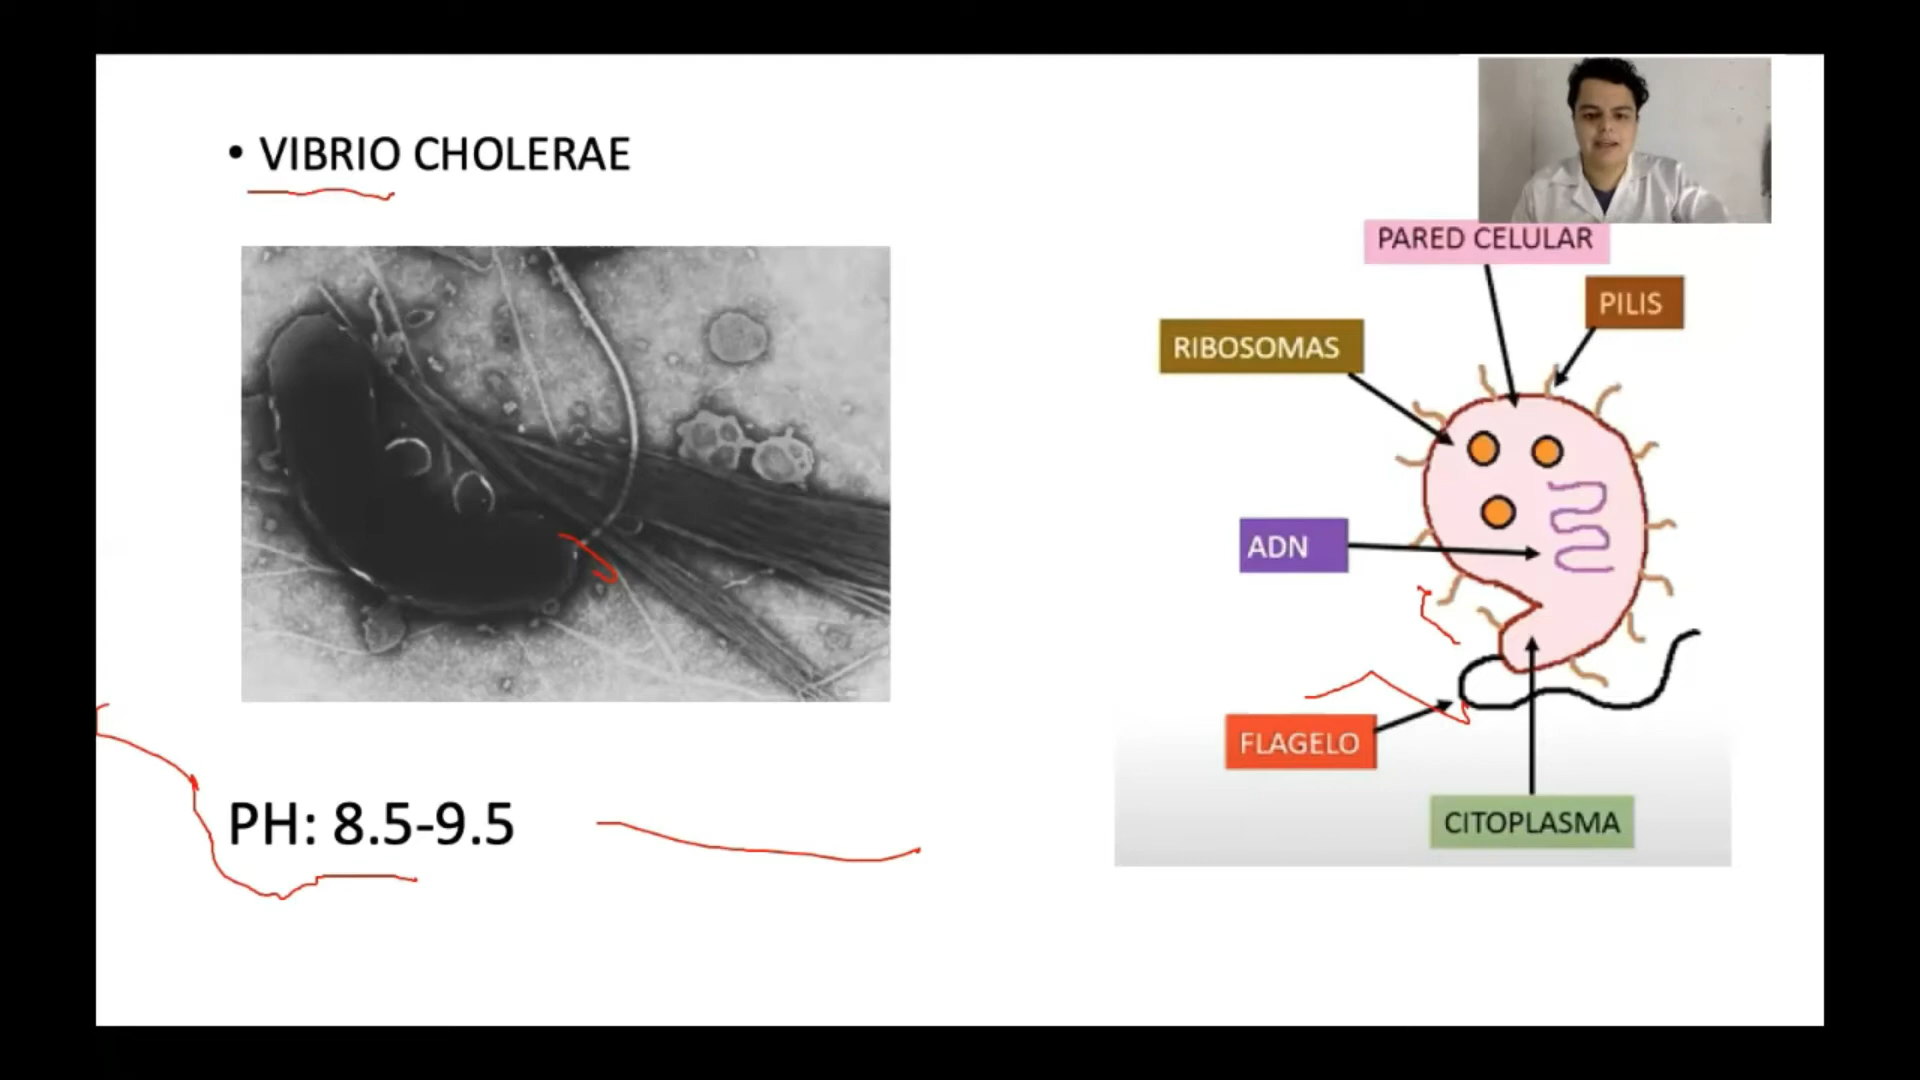 • VIBRIO CHOLERAE
PH: 8.5-9.5
PARED CELULAR
PILIS
RIBOSOMAS
ADN
FLAGELO
CITOPLASMA